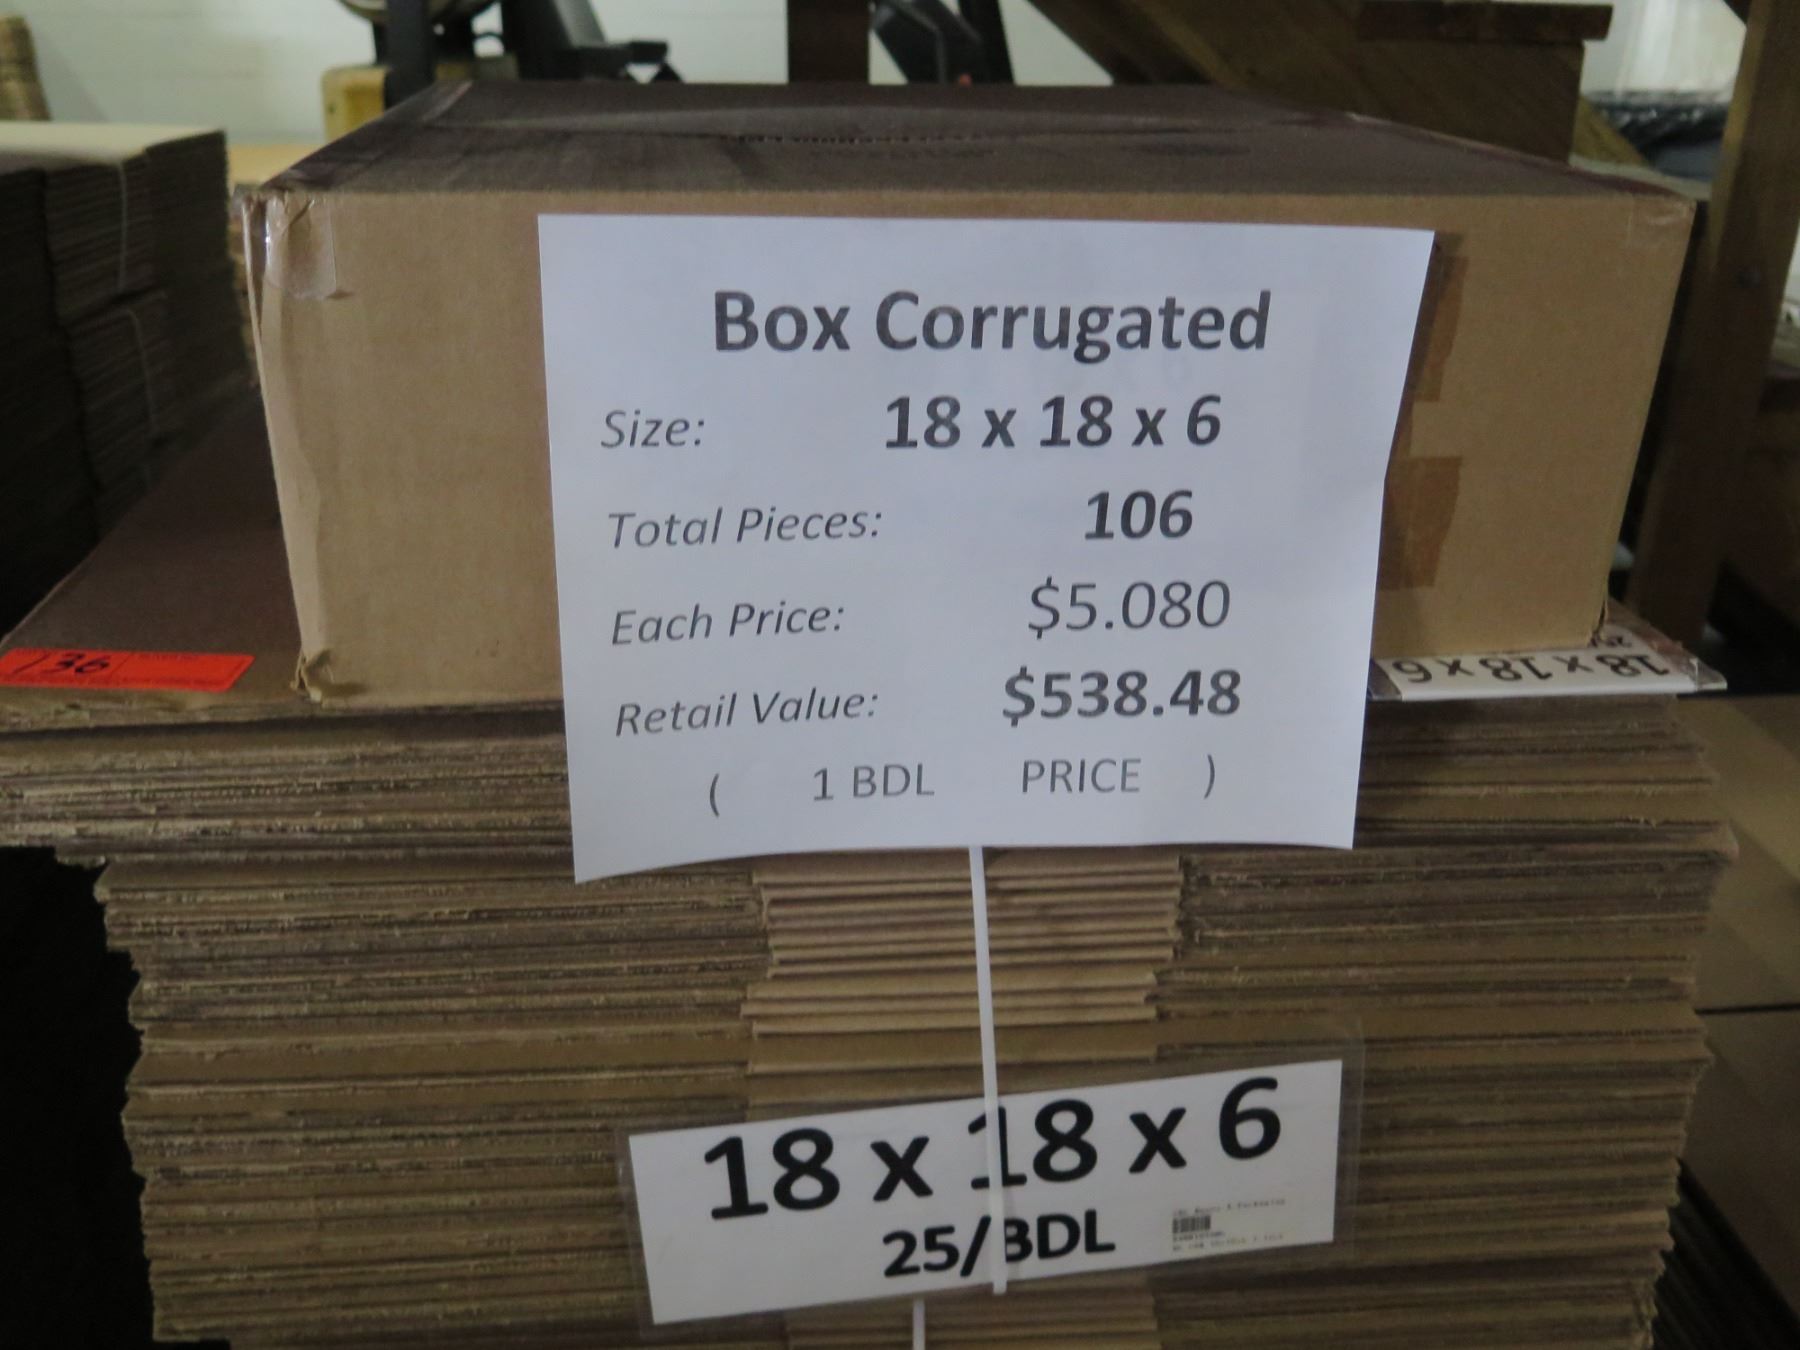 Box Corrugated
Size: 18 x 18 x 6
Total Pieces: 106
Each Price: $5.080
Retail Value: $538.48
( 1 BDL PRICE )
136
18 x 18 x 6
18 x 18 x 6
25/BDL